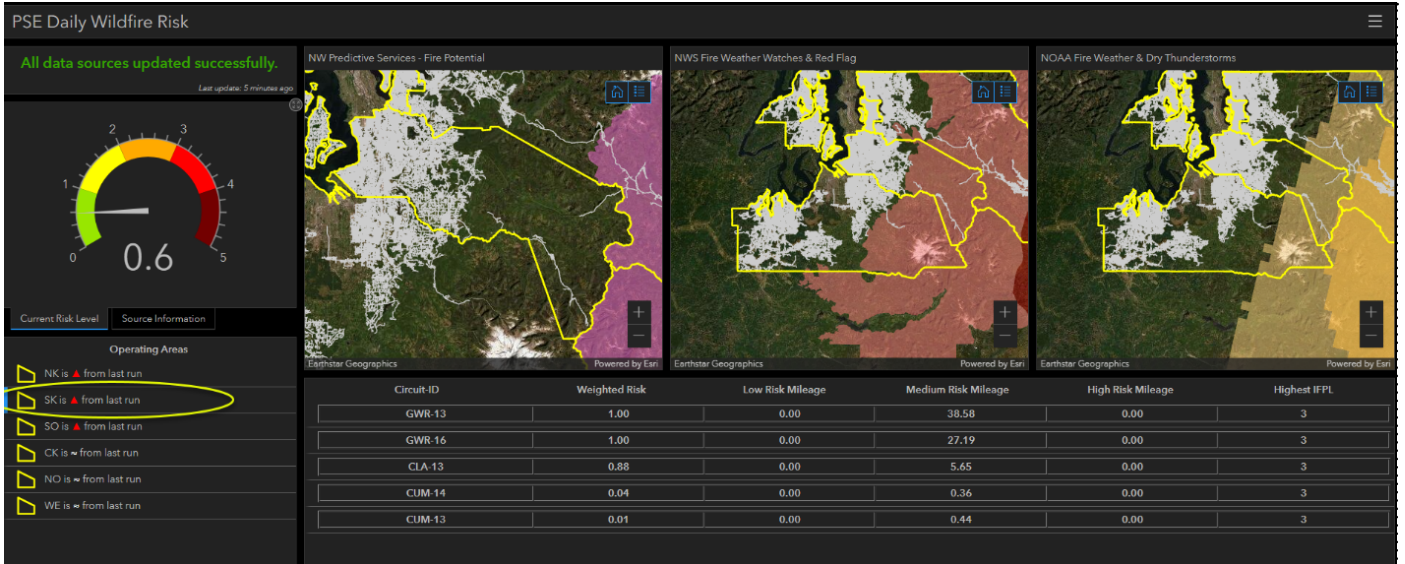 PSE Daily Wildfire Risk
All data sources updated successfully.
Last update: 5 minutes ago
0
1
2
3
4
5
0.6
Current Risk Level
Source Information
Operating Areas
NK is ▲ from last run
SK is ▲ from last run
SO is ▲ from last run
CK is ≈ from last run
NO is ≈ from last run
WE is ≈ from last run
NW Predictive Services - Fire Potential
Earthstar Geographics Powered by Esri
NWS Fire Weather Watches & Red Flag
Earthstar Geographics Powered by Esri
NOAA Fire Weather & Dry Thunderstorms
Earthstar Geographics Powered by Esri
Circuit-ID Weighted Risk Low Risk Mileage Medium Risk Mileage High Risk Mileage Highest IFPL
GWR-13 1.00 0.00 38.58 0.00 3
GWR-16 1.00 0.00 27.19 0.00 3
CLA-13 0.88 0.00 5.65 0.00 3
CUM-14 0.04 0.00 0.36 0.00 3
CUM-13 0.01 0.00 0.44 0.00 3